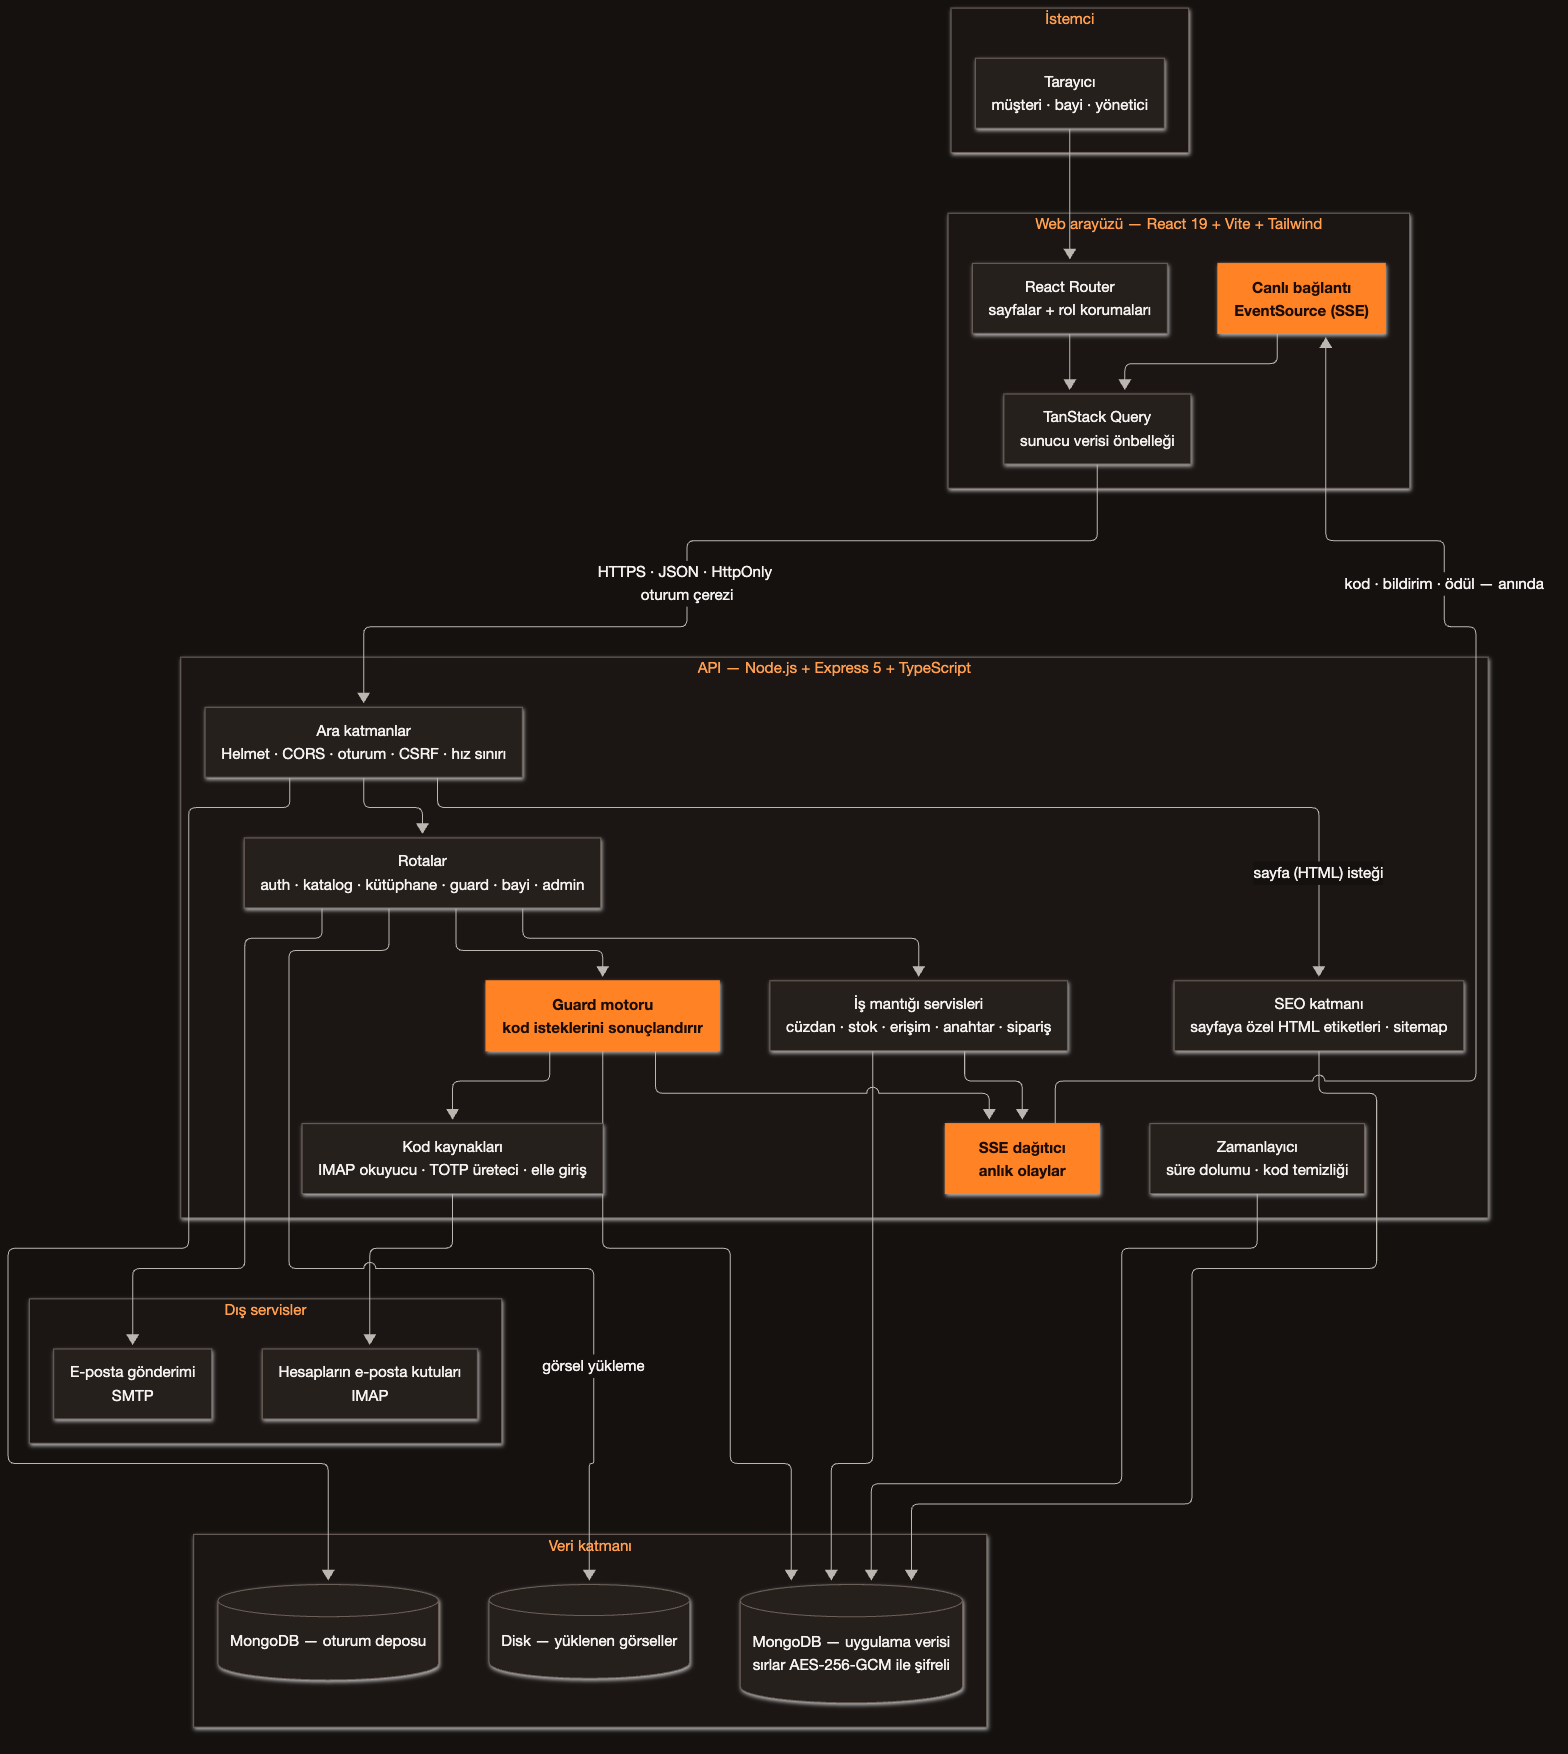 İstemci
Tarayıcı
müşteri · bayi · yönetici
Web arayüzü — React 19 + Vite + Tailwind
React Router
sayfalar + rol korumaları
Canlı bağlantı
EventSource (SSE)
TanStack Query
sunucu verisi önbelleği
HTTPS · JSON · HttpOnly
oturum çerezi
kod · bildirim · ödül — anında
API — Node.js + Express 5 + TypeScript
Ara katmanlar
Helmet · CORS · oturum · CSRF · hız sınırı
Rotalar
auth · katalog · kütüphane · guard · bayi · admin
sayfa (HTML) isteği
Guard motoru
kod isteklerini sonuçlandırır
İş mantığı servisleri
cüzdan · stok · erişim · anahtar · sipariş
SEO katmanı
sayfaya özel HTML etiketleri · sitemap
Kod kaynakları
IMAP okuyucu · TOTP üreteci · elle giriş
SSE dağıtıcı
anlık olaylar
Zamanlayıcı
süre dolumu · kod temizliği
Dış servisler
E-posta gönderimi
SMTP
Hesapların e-posta kutuları
IMAP
görsel yükleme
Veri katmanı
MongoDB — oturum deposu
Disk — yüklenen görseller
MongoDB — uygulama verisi
sırlar AES-256-GCM ile şifreli